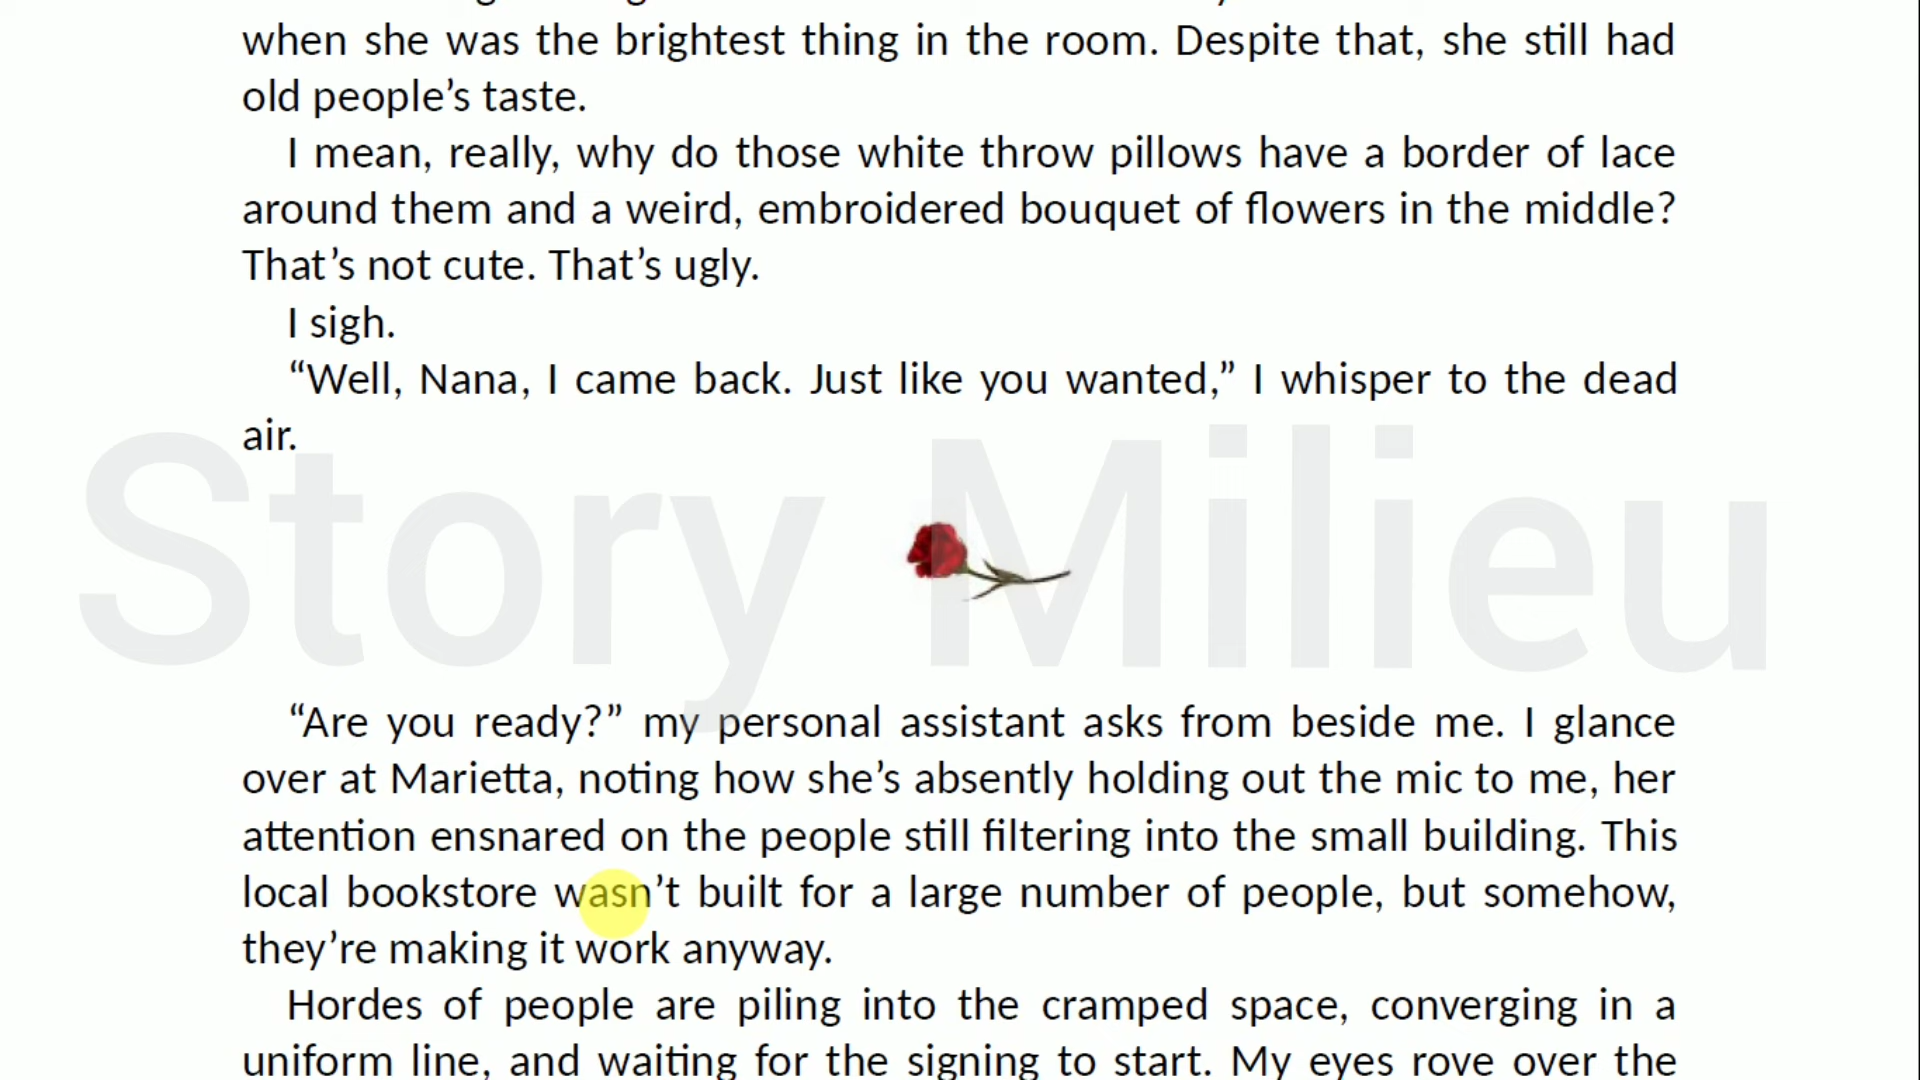 when she was the brightest thing in the room. Despite that, she still had
old people’s taste.
I mean, really, why do those white throw pillows have a border of lace
around them and a weird, embroidered bouquet of flowers in the middle?
That’s not cute. That’s ugly.
I sigh.
“Well, Nana, I came back. Just like you wanted,” I whisper to the dead
air.
Story Milieu
“Are you ready?” my personal assistant asks from beside me. I glance
over at Marietta, noting how she’s absently holding out the mic to me, her
attention ensnared on the people still filtering into the small building. This
local bookstore wasn’t built for a large number of people, but somehow,
they’re making it work anyway.
Hordes of people are piling into the cramped space, converging in a
uniform line, and waiting for the signing to start. My eyes rove over the